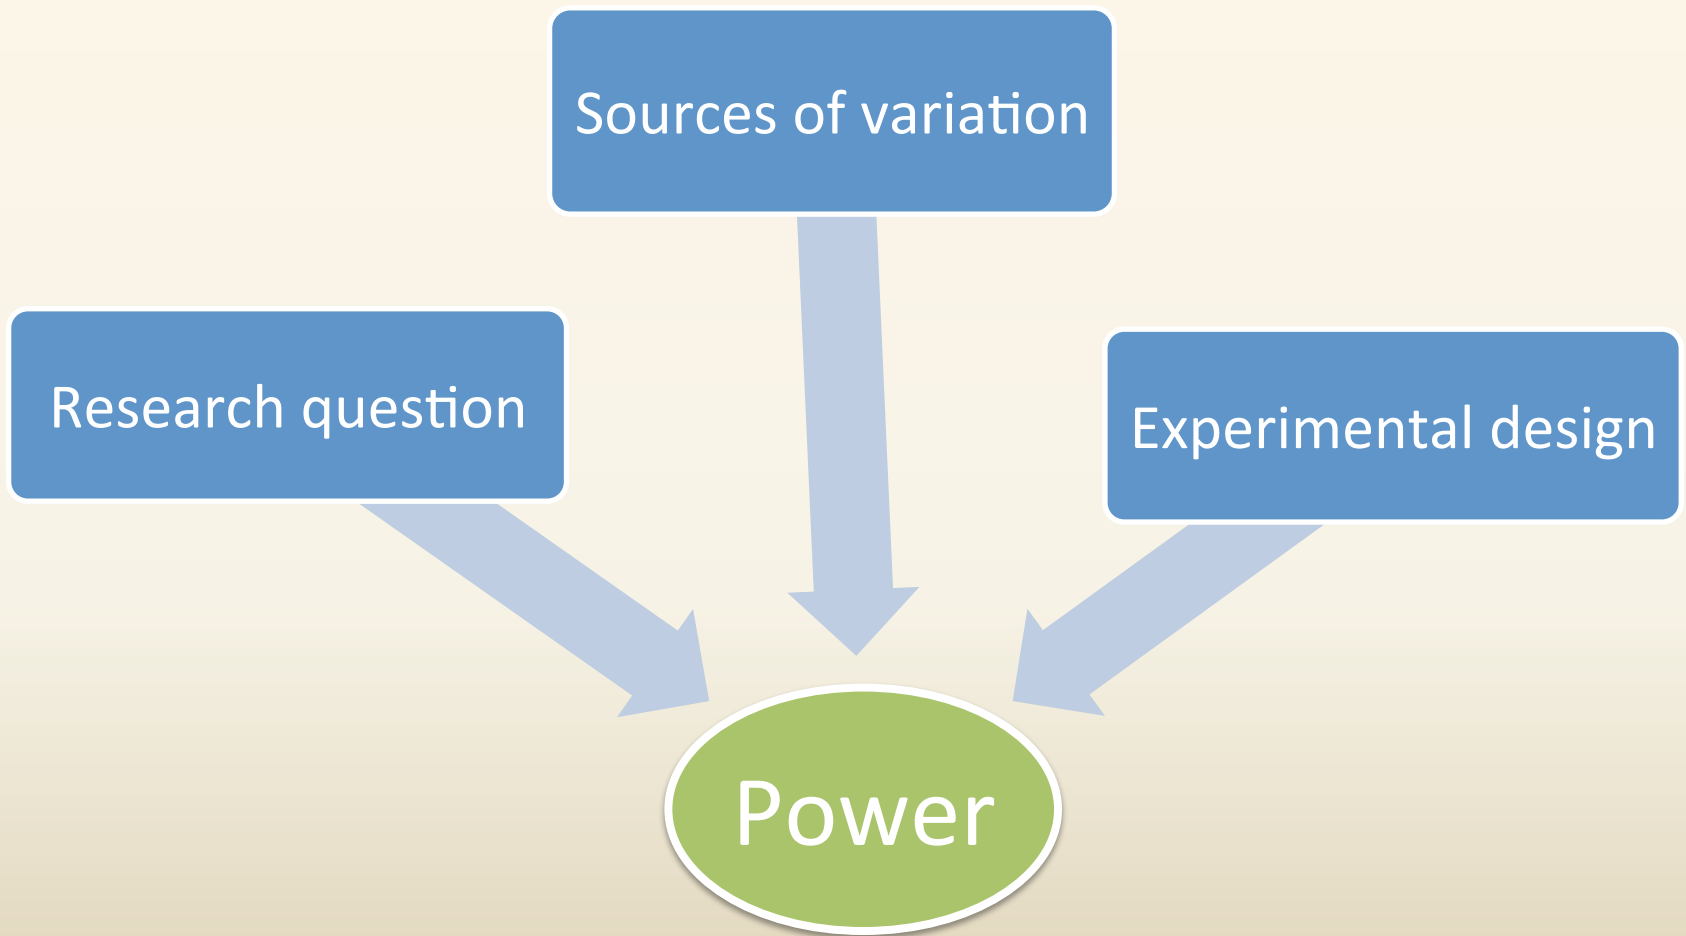 Sources of variation
Research question
Experimental design
Power